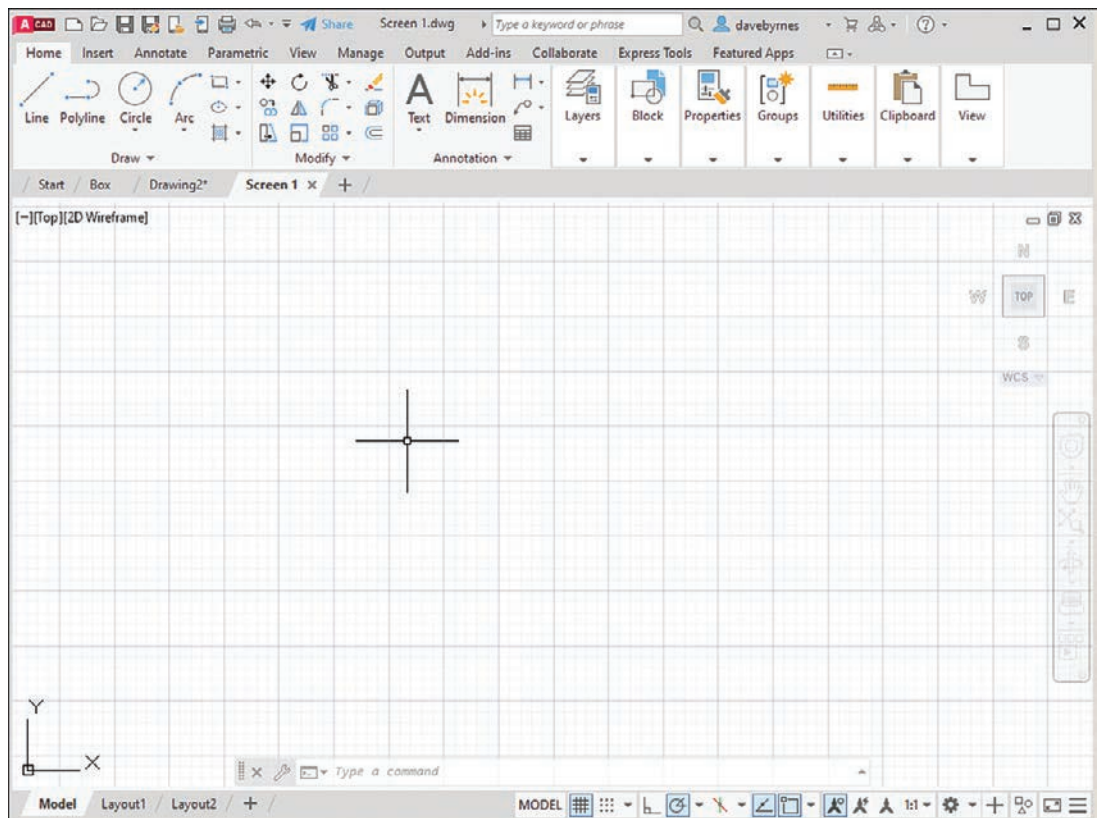 A CAD Share Screen 1.dwg Type a keyword or phrase davebyrnes
Home Insert Annotate Parametric View Manage Output Add-ins Collaborate Express Tools Featured Apps
Line Polyline Circle Arc Text Dimension Layers Block Properties Groups Utilities Clipboard View
Draw Modify Annotation
Start Box Drawing2* Screen 1
[−][Top][2D Wireframe]
N
W TOP E
S
WCS
Y
X
Type a command
Model Layout1 Layout2 MODEL 1:1